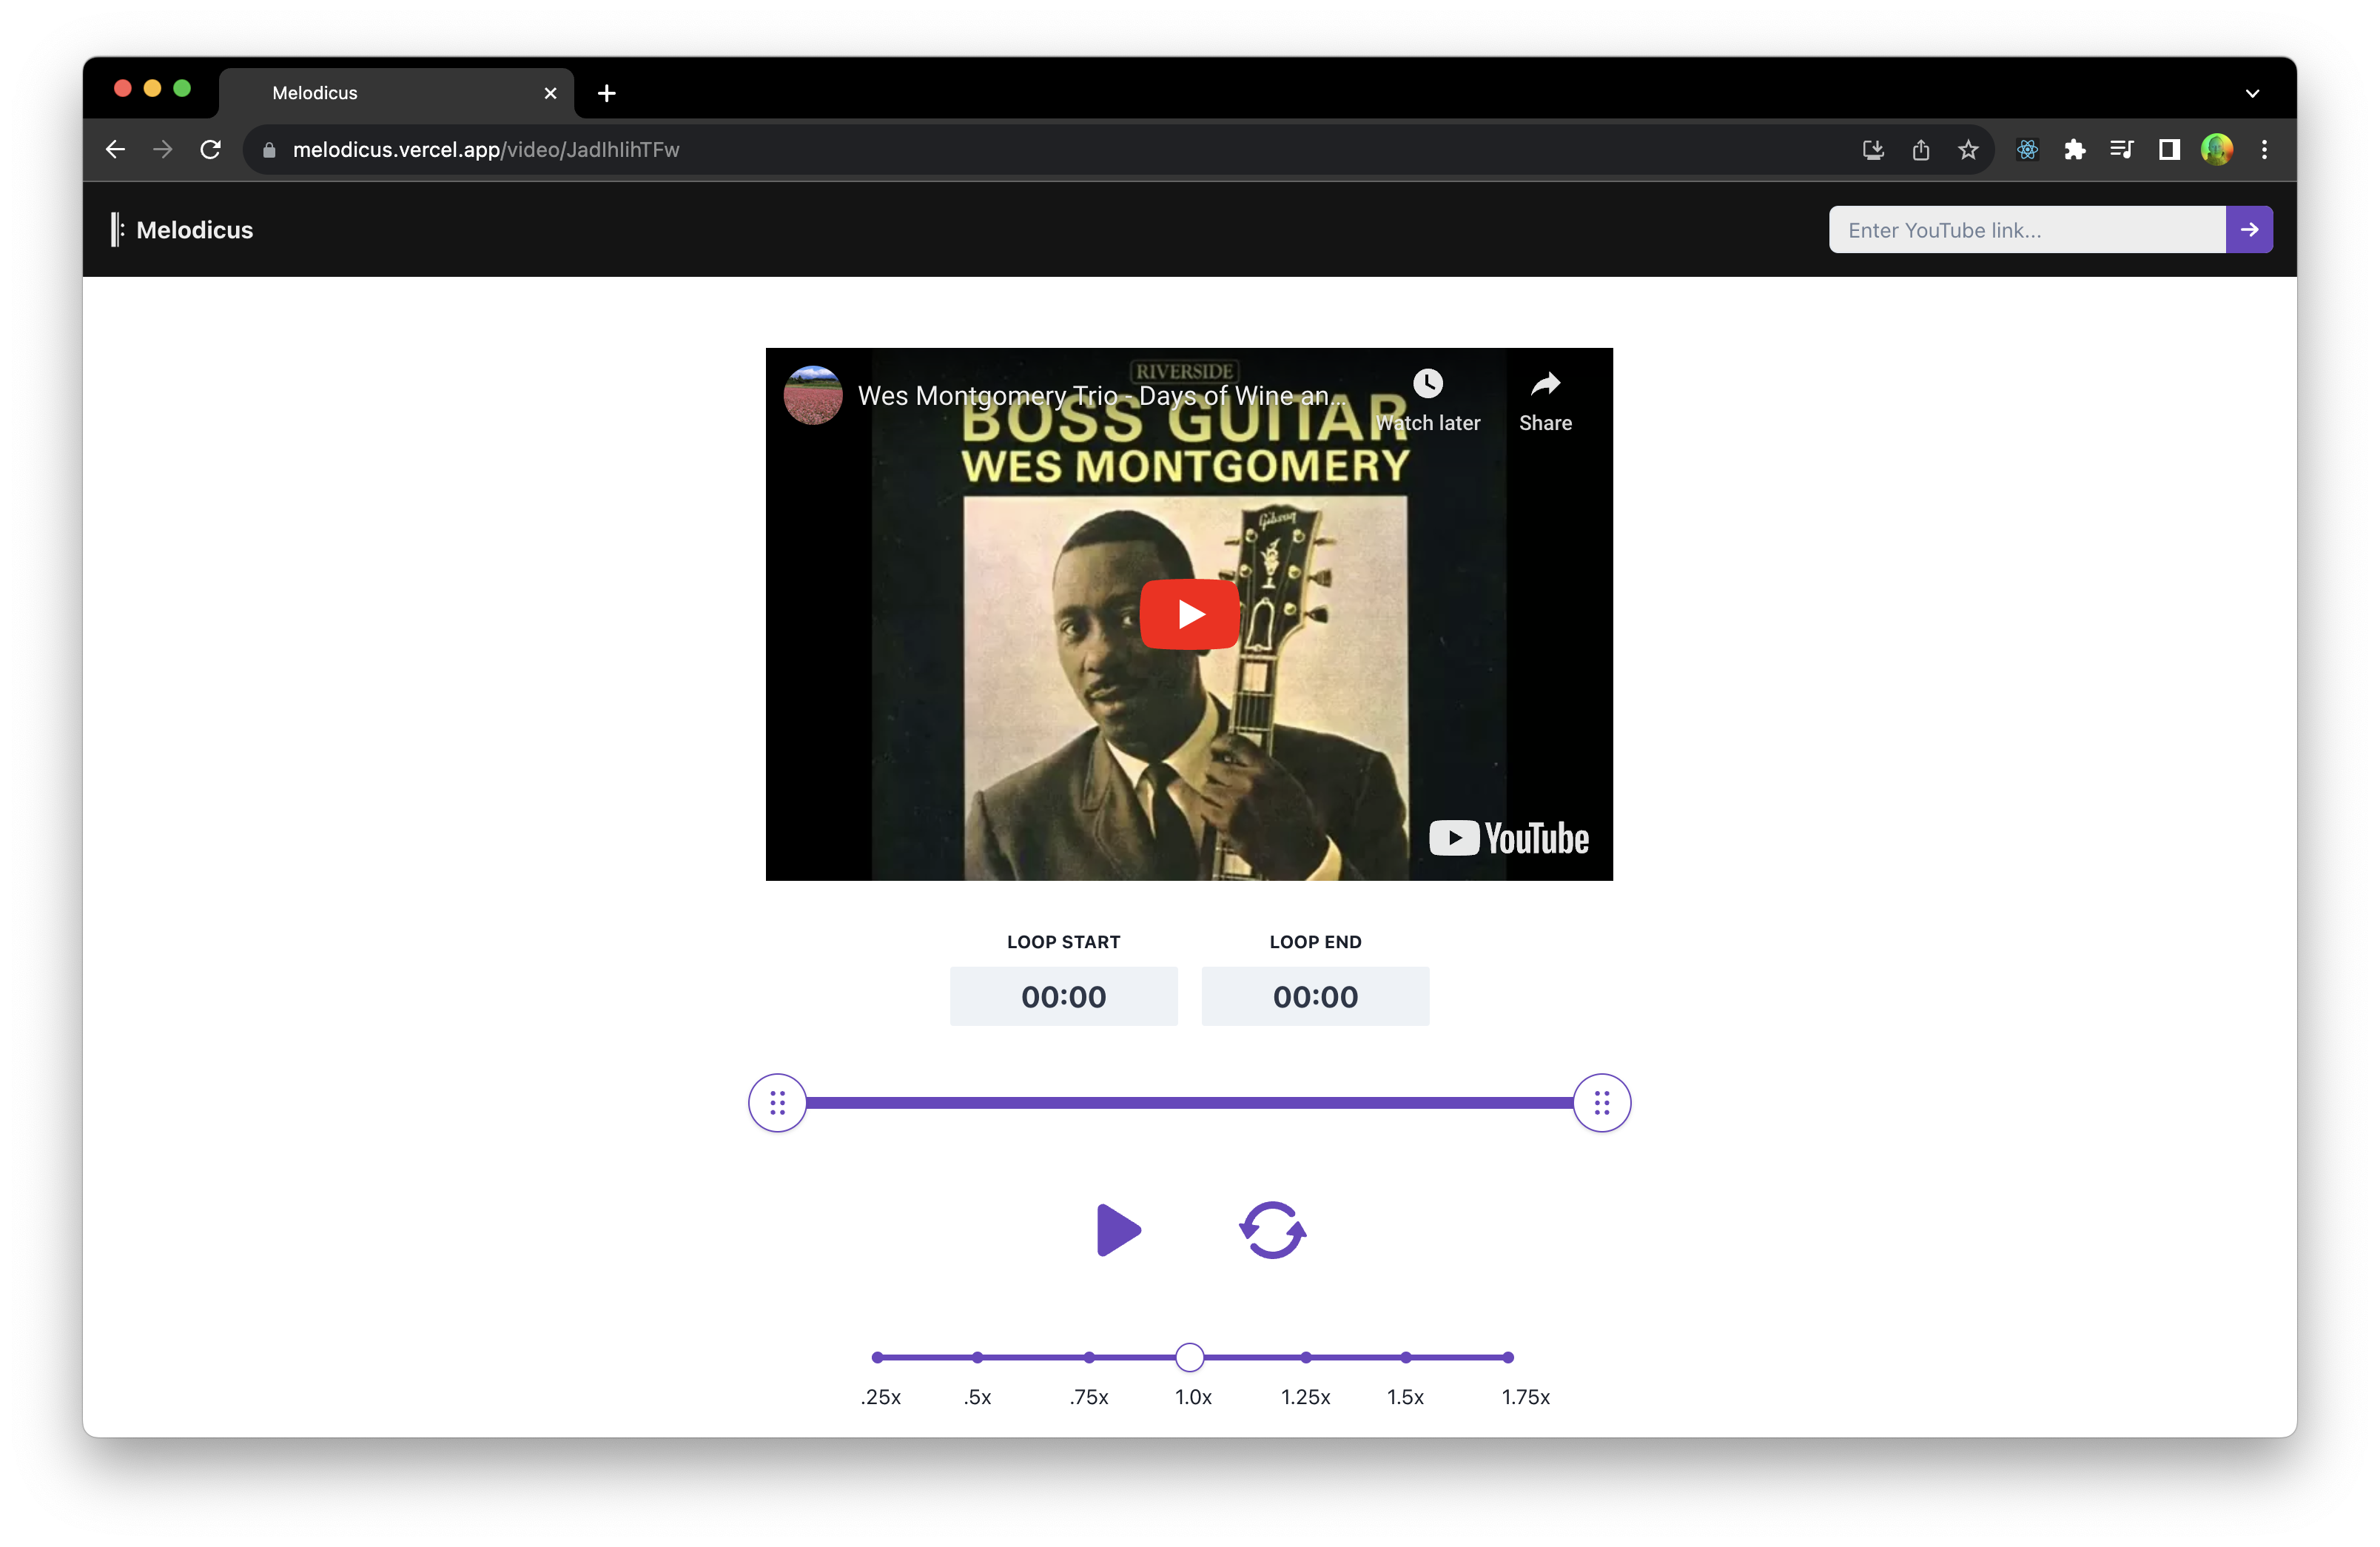 Melodicus
melodicus.vercel.app/video/JadIhIihTFw
Melodicus
Enter YouTube link...
RIVERSIDE
Wes Montgomery Trio - Days of Wine an...
Watch later
Share
BOSS GUITAR
WES MONTGOMERY
Gibson
YouTube
LOOP START
LOOP END
00:00
00:00
.25x
.5x
.75x
1.0x
1.25x
1.5x
1.75x